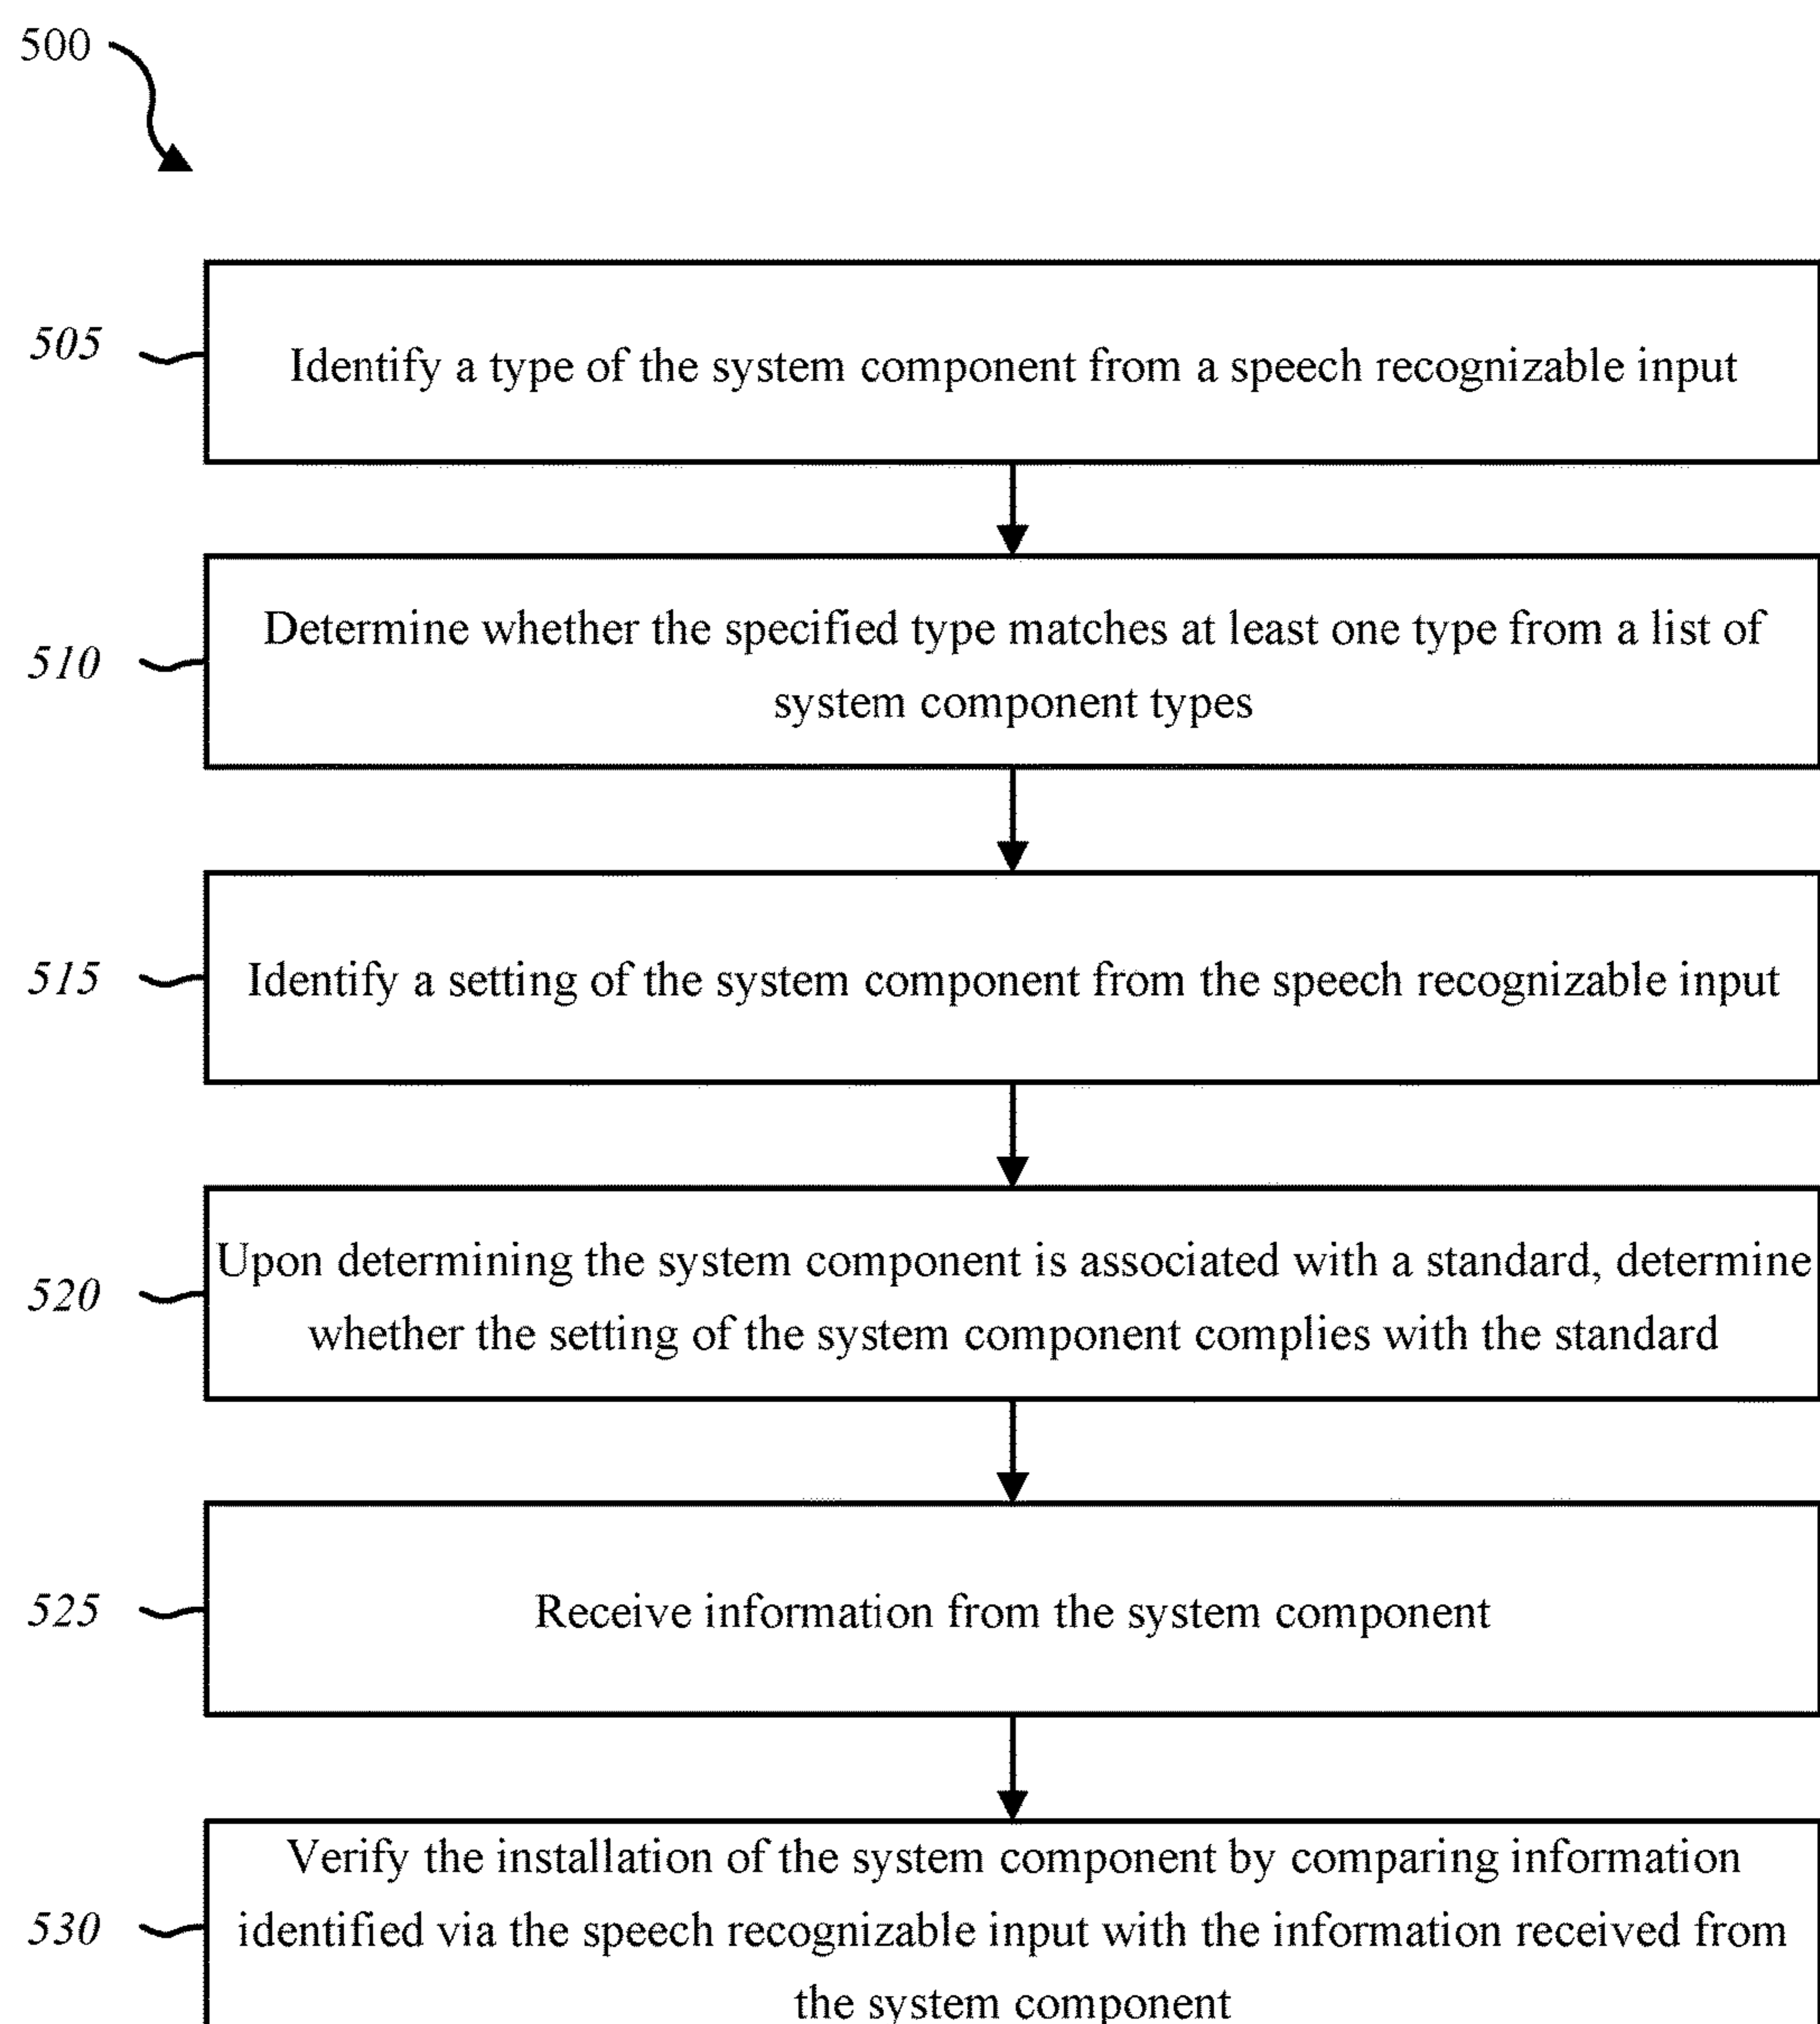 500
505
Identify a type of the system component from a speech recognizable input
510
Determine whether the specified type matches at least one type from a list of
system component types
515
Identify a setting of the system component from the speech recognizable input
520
Upon determining the system component is associated with a standard, determine
whether the setting of the system component complies with the standard
525
Receive information from the system component
530
Verify the installation of the system component by comparing information
identified via the speech recognizable input with the information received from
the system component